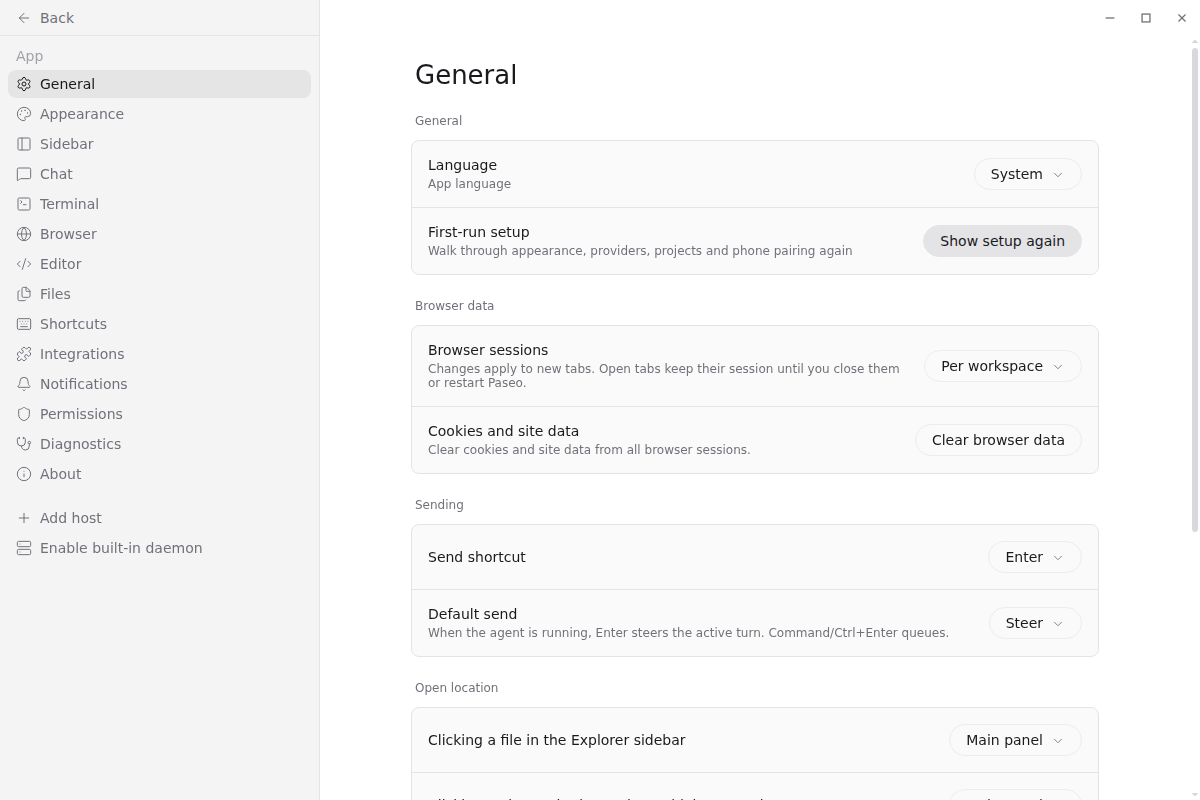 Back
App
General
Appearance
Sidebar
Chat
Terminal
Browser
Editor
Files
Shortcuts
Integrations
Notifications
Permissions
Diagnostics
About
Add host
Enable built-in daemon
General
General
Language
App language
System
First-run setup
Walk through appearance, providers, projects and phone pairing again
Show setup again
Browser data
Browser sessions
Changes apply to new tabs. Open tabs keep their session until you close them
or restart Paseo.
Per workspace
Cookies and site data
Clear cookies and site data from all browser sessions.
Clear browser data
Sending
Send shortcut
Enter
Default send
When the agent is running, Enter steers the active turn. Command/Ctrl+Enter queues.
Steer
Open location
Clicking a file in the Explorer sidebar
Main panel